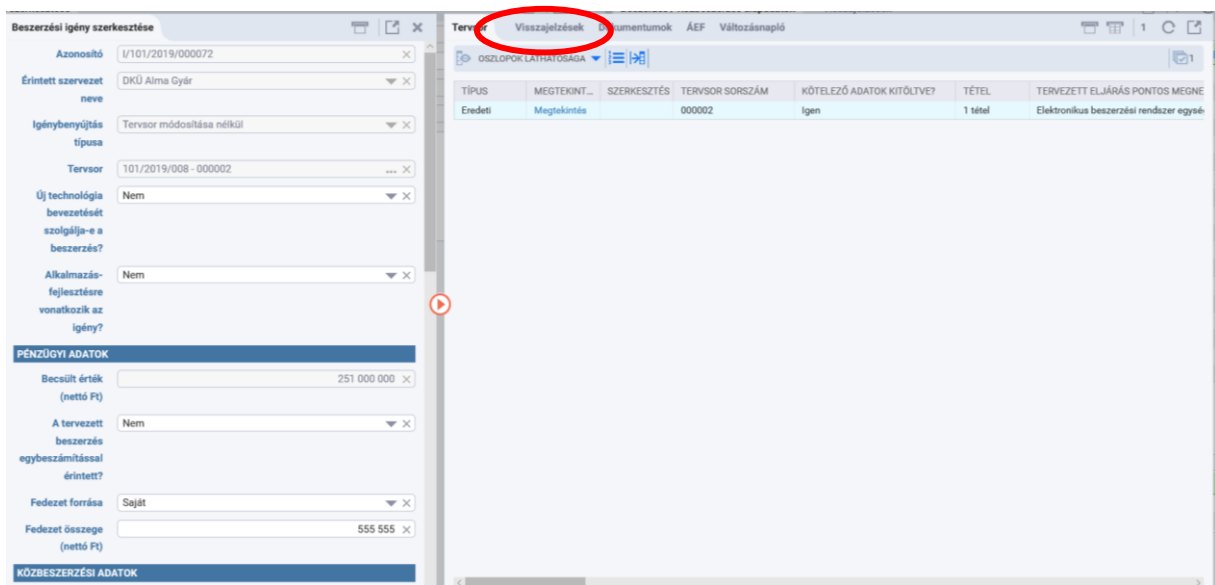 Beszerzési igény szerkesztése
Azonosító I/101/2019/000072
Érintett szervezet neve DKÜ Alma Gyár
Igénybenyújtás típusa Tervsor módosítása nélkül
Tervsor 101/2019/008 - 000002 ...
Új technológia Nem
bevezetését
szolgálja-e a
beszerzés?
Alkalmazás- Nem
fejlesztésre
vonatkozik az
igény?
PÉNZÜGYI ADATOK
Becsült érték 251 000 000
(nettó Ft)
A tervezett Nem
beszerzés
egybeszámítással
érintett?
Fedezet forrása Saját
Fedezet összege 555 555
(nettó Ft)
KÖZBESZERZÉSI ADATOK
Tervsor Visszajelzések Dokumentumok ÁEF Változásnapló 1
OSZLOPOK LÁTHATÓSÁGA 1
TÍPUS MEGTEKINT... SZERKESZTÉS TERVSOR SORSZÁM KÖTELEZŐ ADATOK KITÖLTVE? TÉTEL TERVEZETT ELJÁRÁS PONTOS MEGNE
Eredeti Megtekintés 000002 Igen 1 tétel Elektronikus beszerzési rendszer egysé